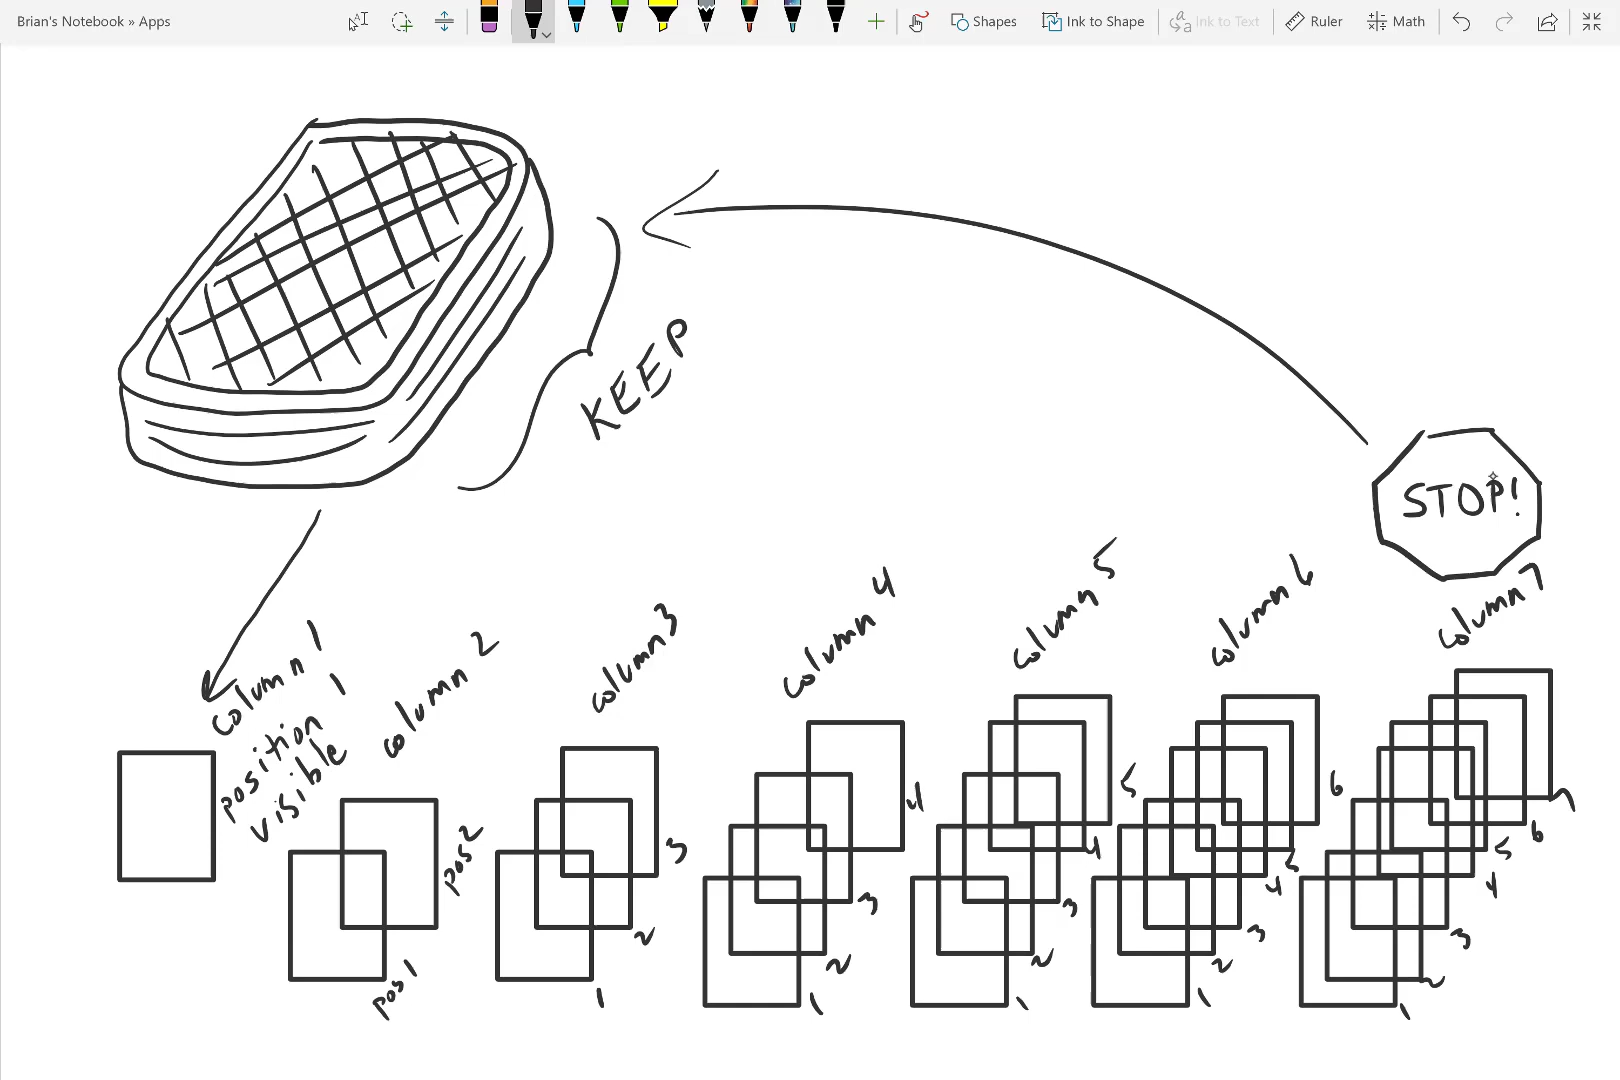 Brian's Notebook » Apps
Shapes
Ink to Shape
Ink to Text
Ruler
Math
KEEP
STOP!
column 1
position 1
visible
column 2
pos 1
pos 2
column 3
1
2
3
column 4
1
2
3
4
column 5
1
2
3
4
5
column 6
1
2
3
4
5
6
column 7
1
2
3
4
5
6
7